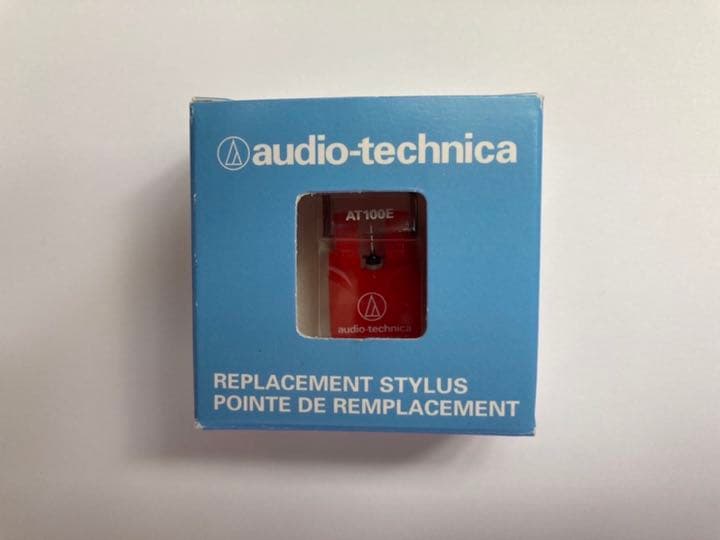 audio-technica
AT100E
audio-technica
REPLACEMENT STYLUS
POINTE DE REMPLACEMENT